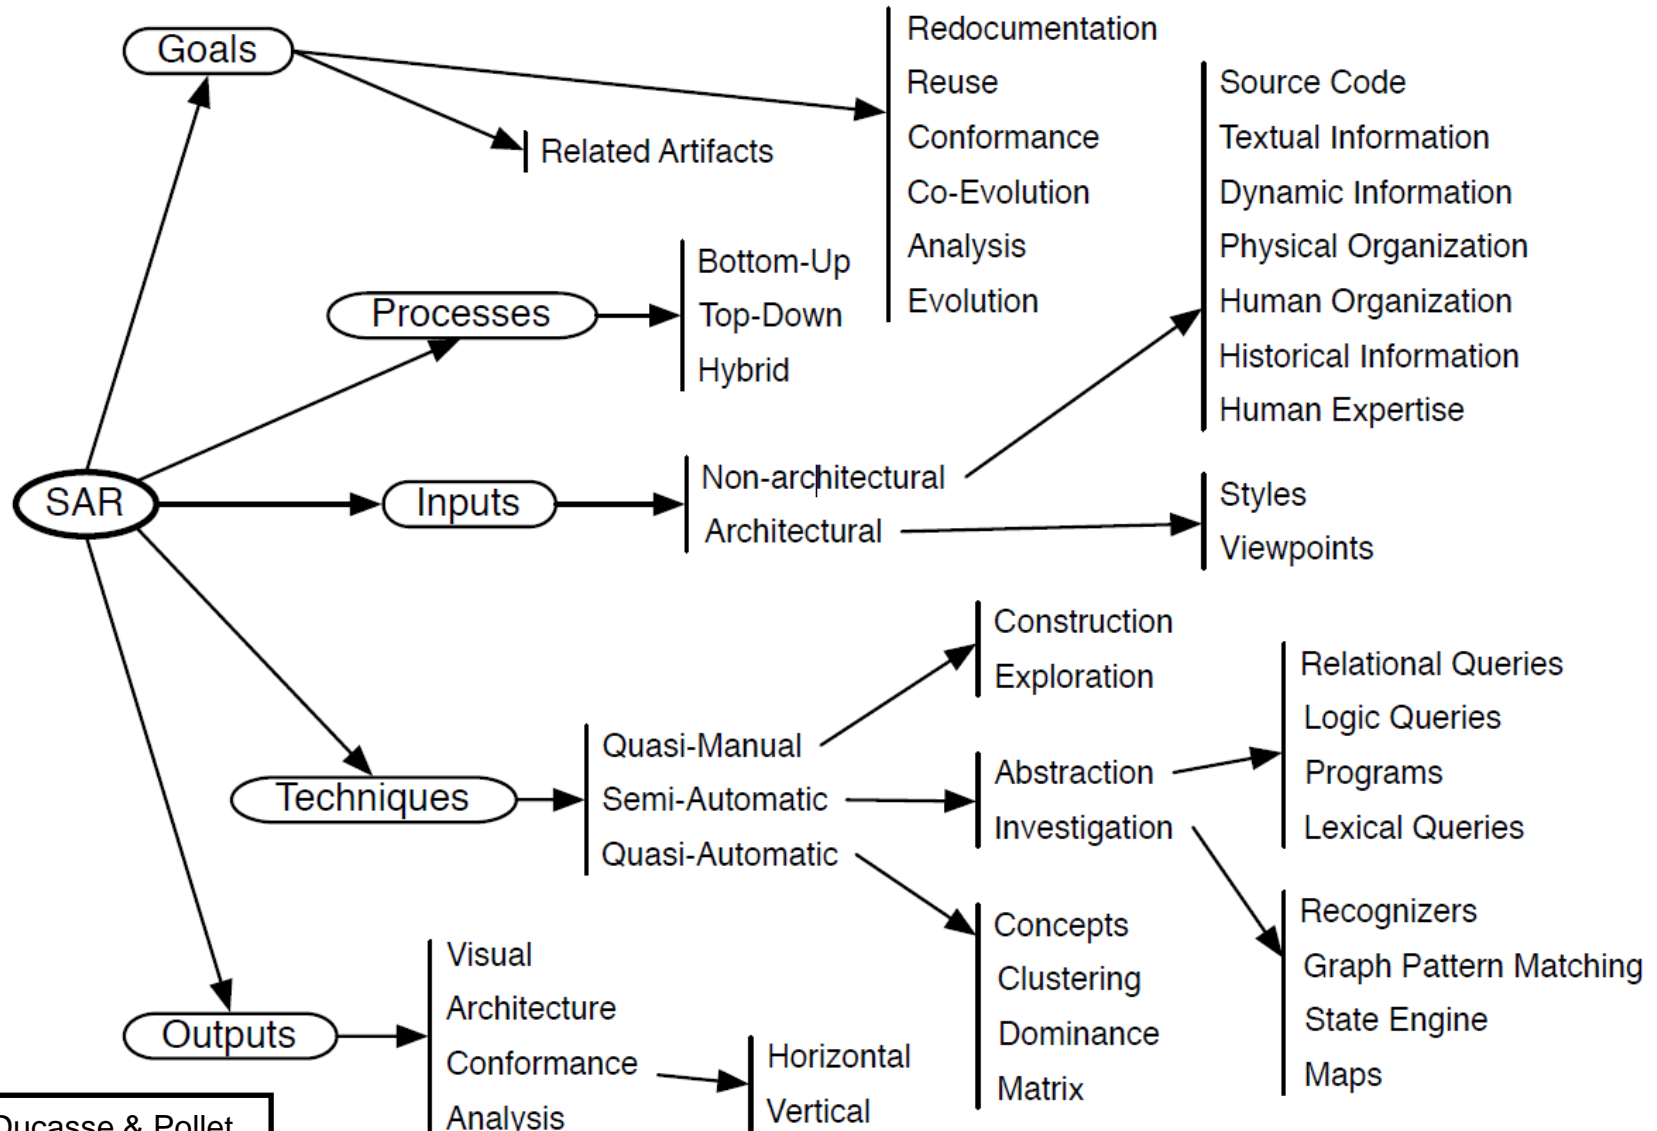 Goals
Related Artifacts
Redocumentation
Reuse
Conformance
Co-Evolution
Analysis
Evolution
Processes
Bottom-Up
Top-Down
Hybrid
SAR
Inputs
Non-architectural
Architectural
Source Code
Textual Information
Dynamic Information
Physical Organization
Human Organization
Historical Information
Human Expertise
Styles
Viewpoints
Techniques
Quasi-Manual
Semi-Automatic
Quasi-Automatic
Construction
Exploration
Abstraction
Investigation
Concepts
Clustering
Dominance
Matrix
Relational Queries
Logic Queries
Programs
Lexical Queries
Recognizers
Graph Pattern Matching
State Engine
Maps
Outputs
Visual
Architecture
Conformance
Analysis
Horizontal
Vertical
Ducasse & Pollet